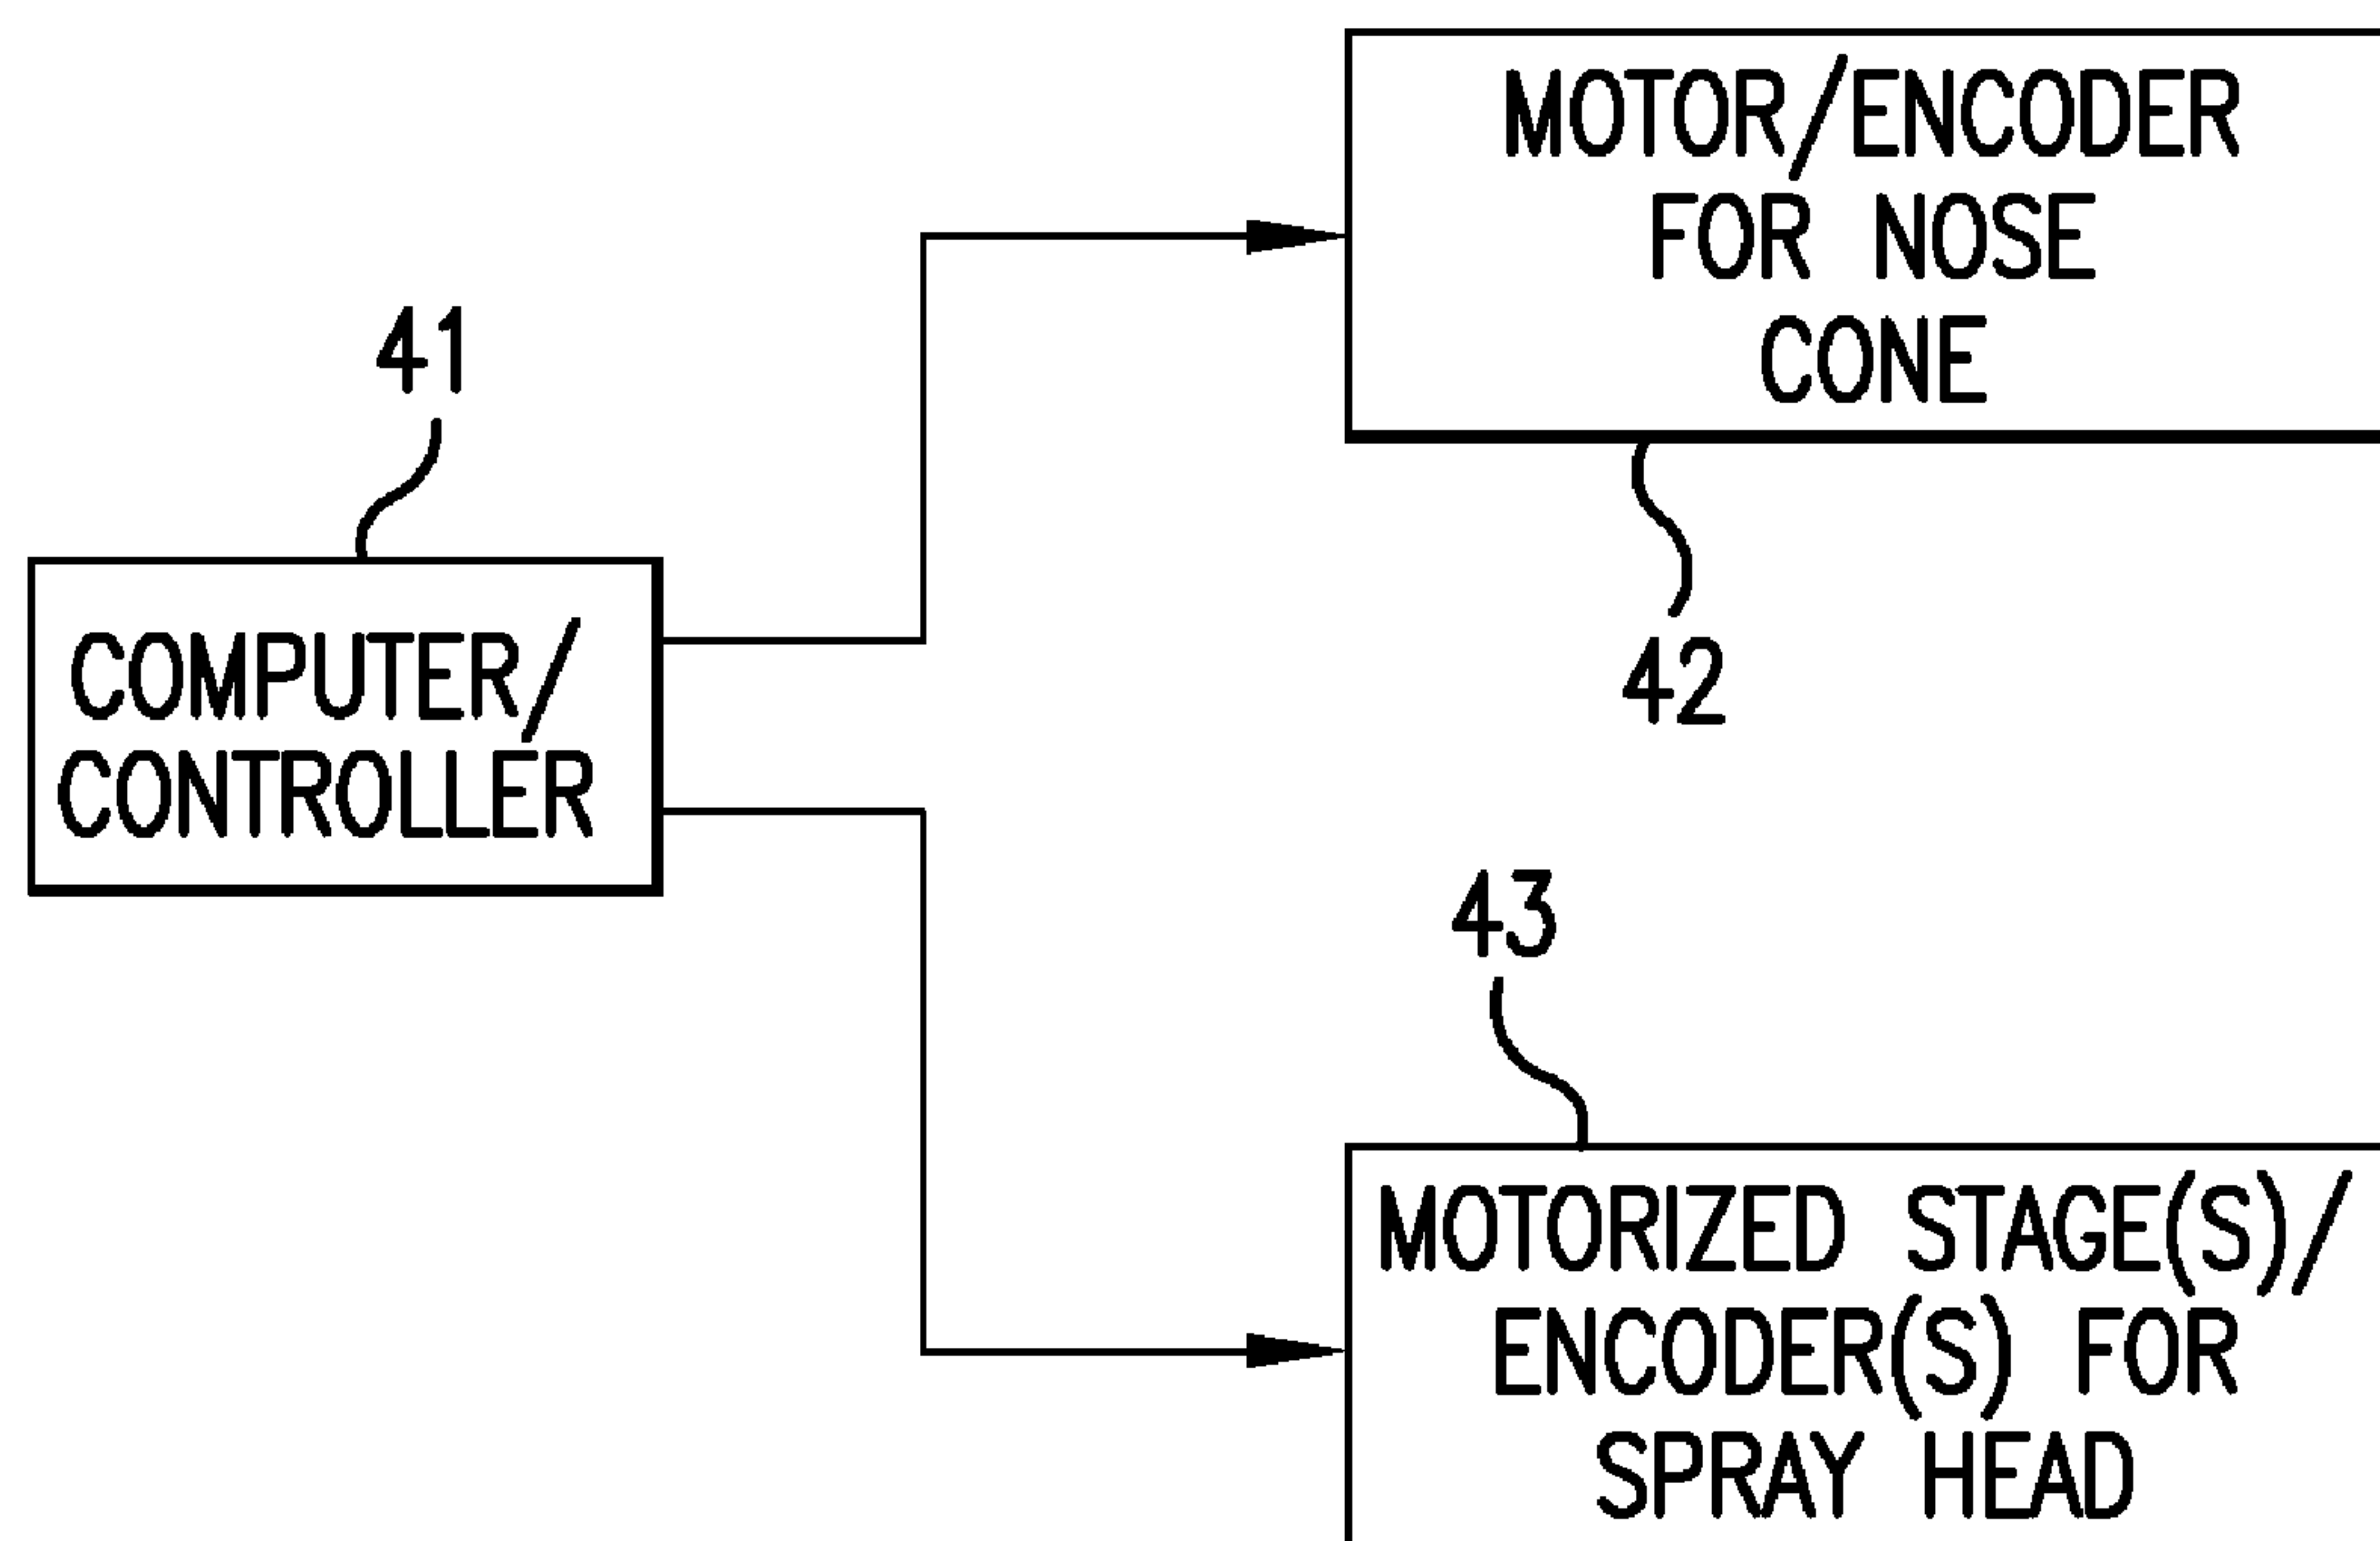 41
COMPUTER/
CONTROLLER
MOTOR/ENCODER
FOR NOSE
CONE
42
43
MOTORIZED STAGE(S)/
ENCODER(S) FOR
SPRAY HEAD